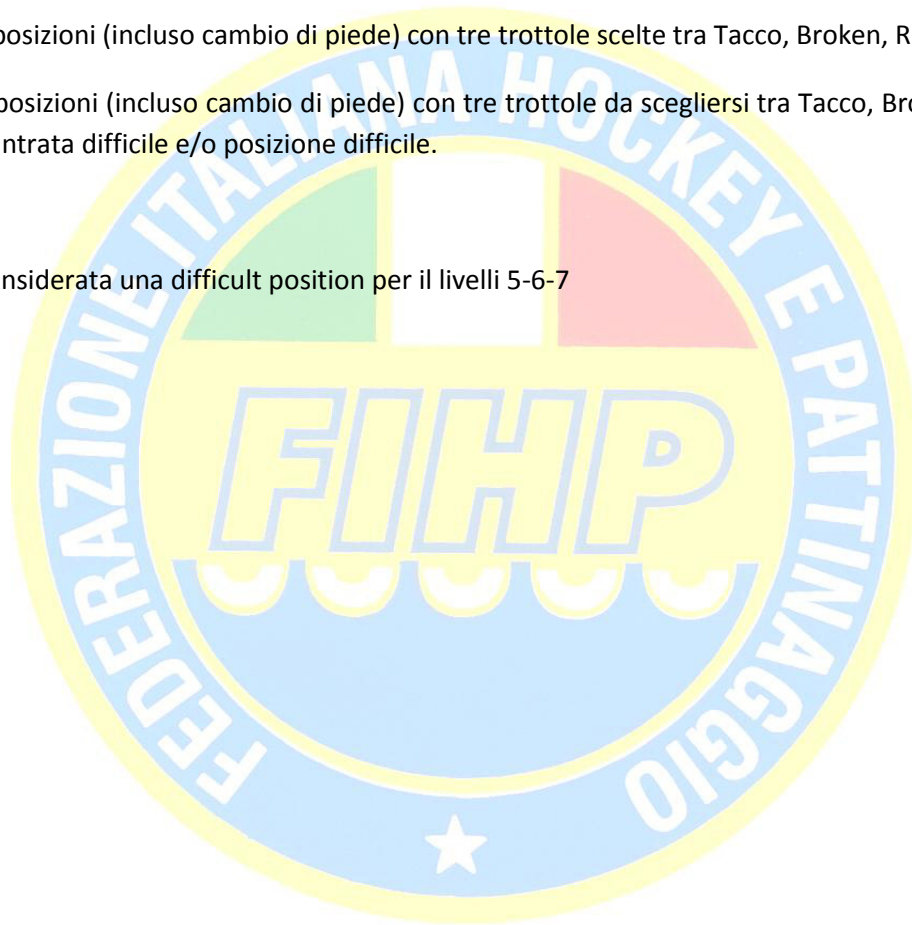 posizioni (incluso cambio di piede) con tre trottole scelte tra Tacco, Broken, R
posizioni (incluso cambio di piede) con tre trottole da scegliersi tra Tacco, Bro
ntrata difficile e/o posizione difficile.
nsiderata una difficult position per il livelli 5-6-7
FEDERAZIONE ITALIANA HOCKEY E PATTINAGGIO
FIHP